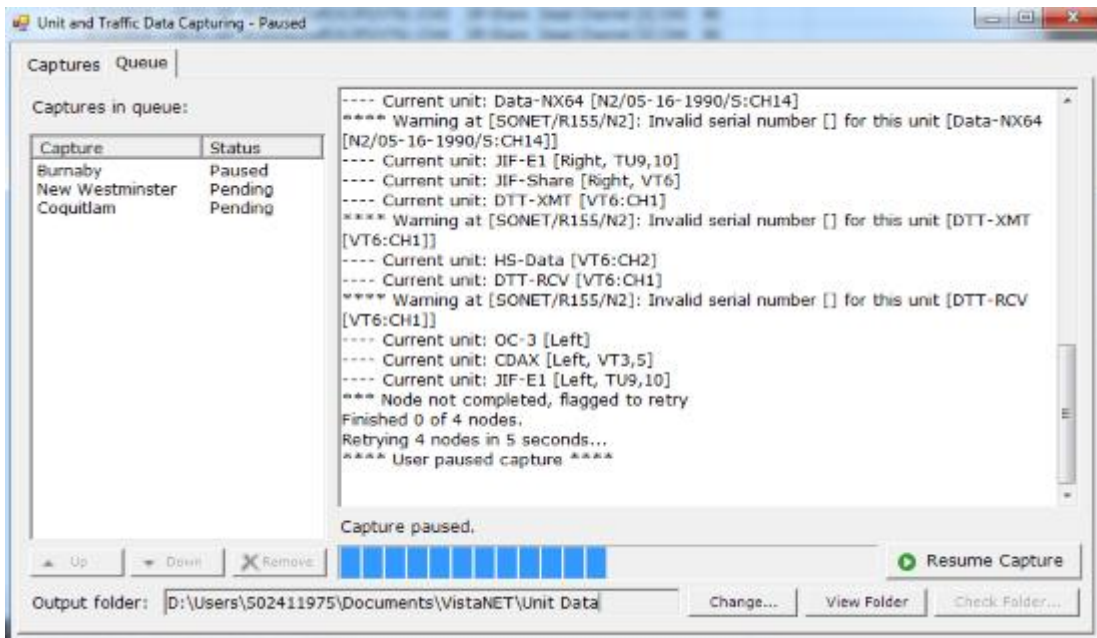 Unit and Traffic Data Capturing - Paused
Captures Queue
Captures in queue:
Capture Status
Burnaby Paused
New Westminster Pending
Coquitlam Pending
---- Current unit: Data-NX64 [N2/05-16-1990/S:CH14]
**** Warning at [SONET/R155/N2]: Invalid serial number [] for this unit [Data-NX64
[N2/05-16-1990/S:CH14]]
---- Current unit: JIF-E1 [Right, TU9,10]
---- Current unit: JIF-Share [Right, VT6]
---- Current unit: DTT-XMT [VT6:CH1]
**** Warning at [SONET/R155/N2]: Invalid serial number [] for this unit [DTT-XMT
[VT6:CH1]]
---- Current unit: HS-Data [VT6:CH2]
---- Current unit: DTT-RCV [VT6:CH1]
**** Warning at [SONET/R155/N2]: Invalid serial number [] for this unit [DTT-RCV
[VT6:CH1]]
---- Current unit: OC-3 [Left]
---- Current unit: CDAX [Left, VT3,5]
---- Current unit: JIF-E1 [Left, TU9,10]
*** Node not completed, flagged to retry
Finished 0 of 4 nodes.
Retrying 4 nodes in 5 seconds...
**** User paused capture ****
Capture paused.
Up Down Remove
Resume Capture
Output folder: D:\Users\502411975\Documents\VistaNET\Unit Data
Change... View Folder Check Folder...